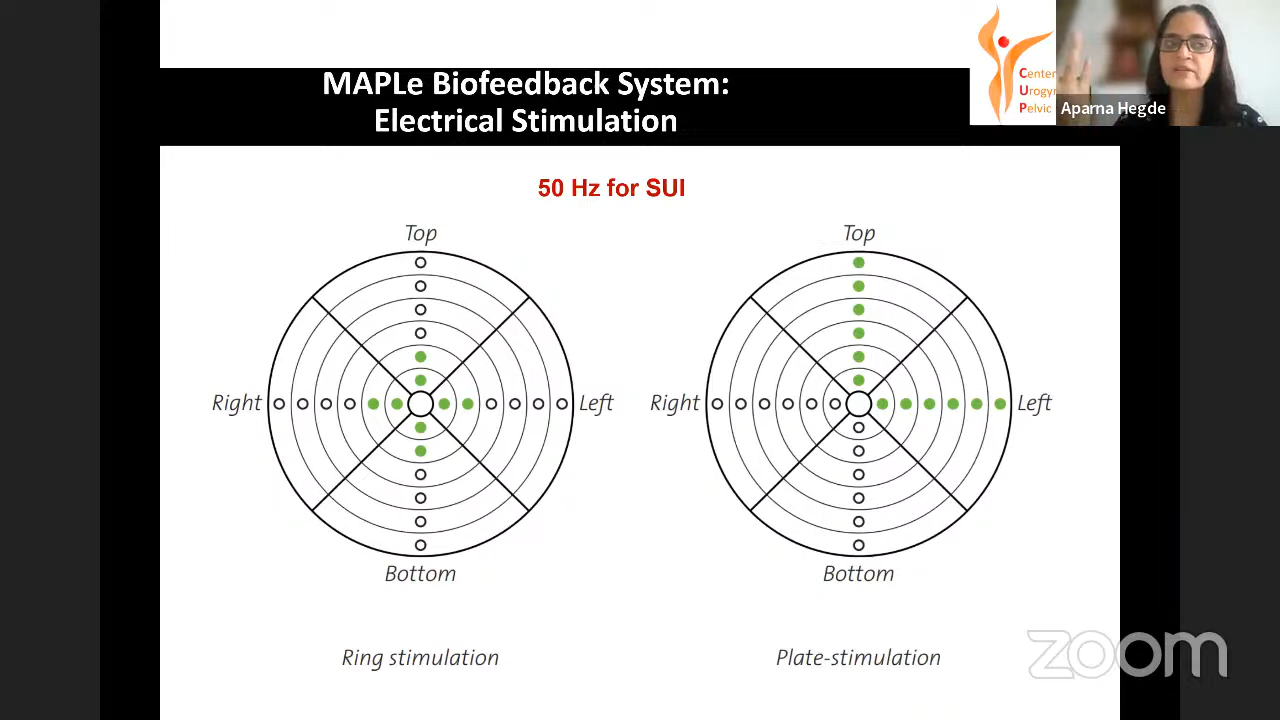 MAPLe Biofeedback System:
Electrical Stimulation
Center
Urogyn
Pelvic
Aparna Hegde
50 Hz for SUI
Top
Top
Right
Left
Right
Left
Bottom
Bottom
Ring stimulation
Plate-stimulation
zoom